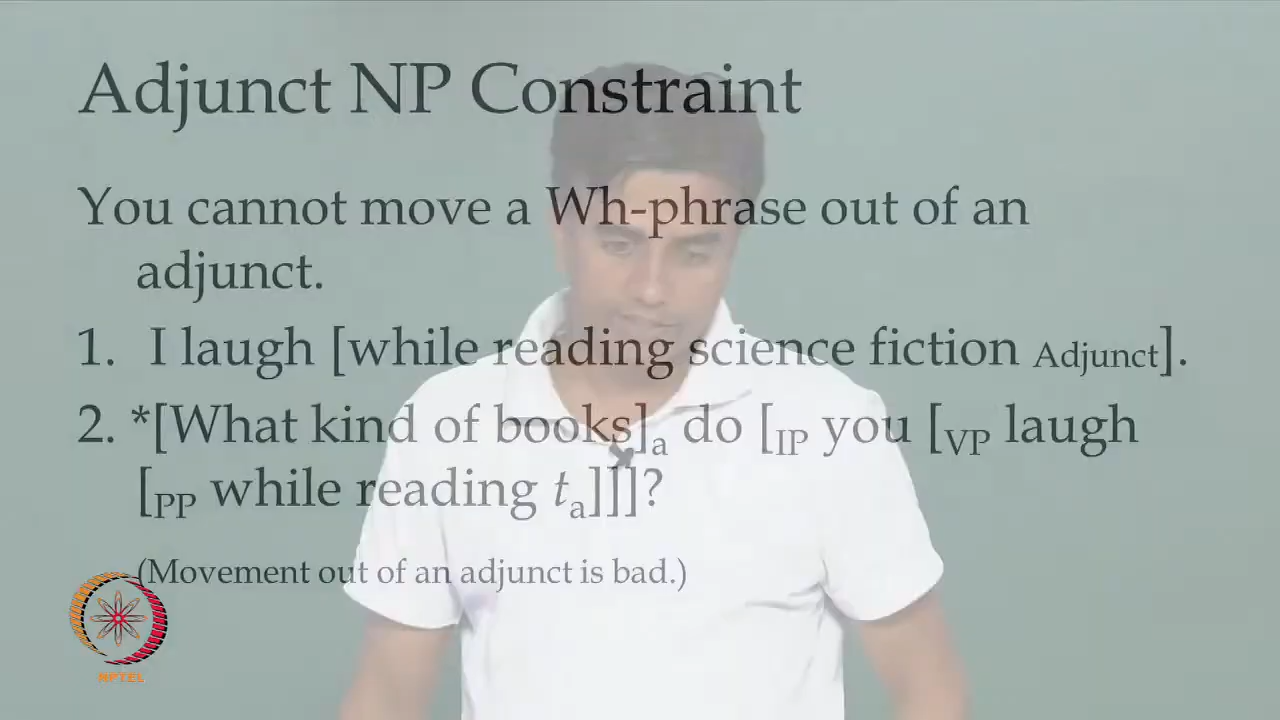 Adjunct NP Constraint
You cannot move a Wh-phrase out of an
adjunct.
1. I laugh [while reading science fiction Adjunct].
2. *[What kind of books]a do [IP you [VP laugh
[PP while reading ta]]]?
(Movement out of an adjunct is bad.)
NPTEL